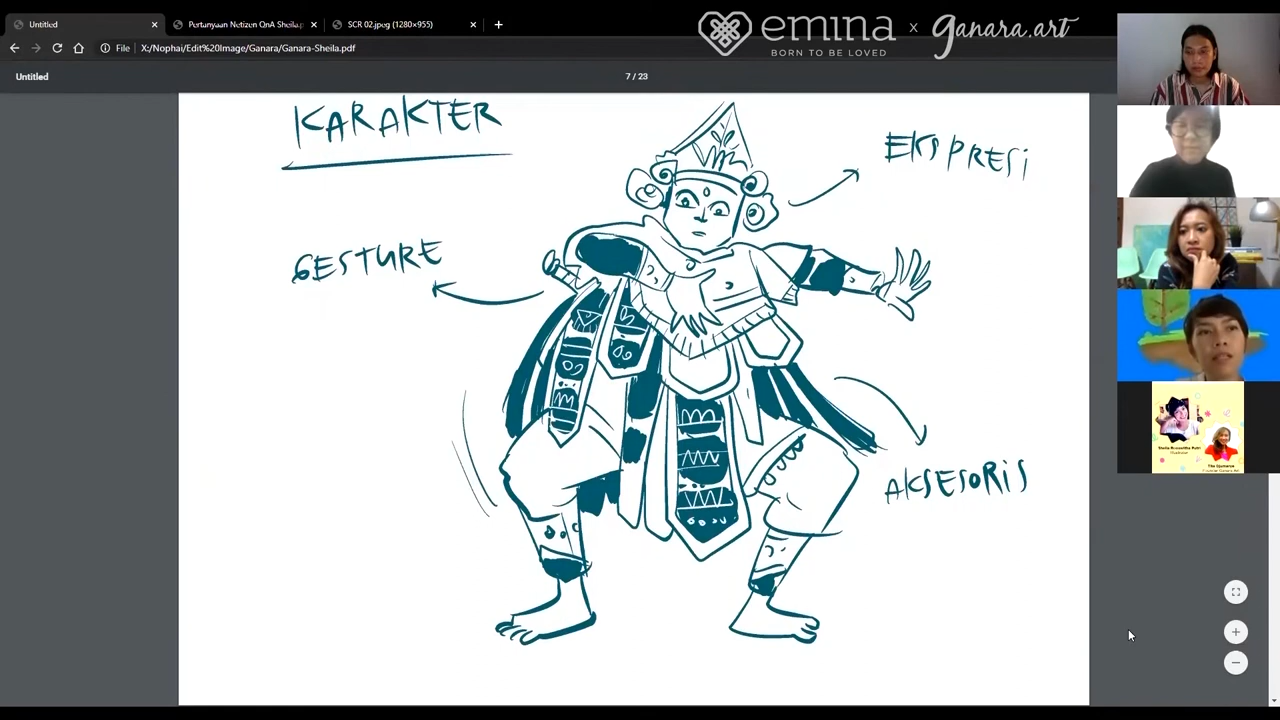 Untitled
Pertanyaan Netizen QnA Sheila.p
SCR 02.jpeg (1280×955)
emina x ganara.art
BORN TO BE LOVED
File X:/Nophai/Edit%20Image/Ganara/Ganara-Sheila.pdf
Untitled
7 / 23
KARAKTER
EKSPRESi
GESTURE
AKSESORiS